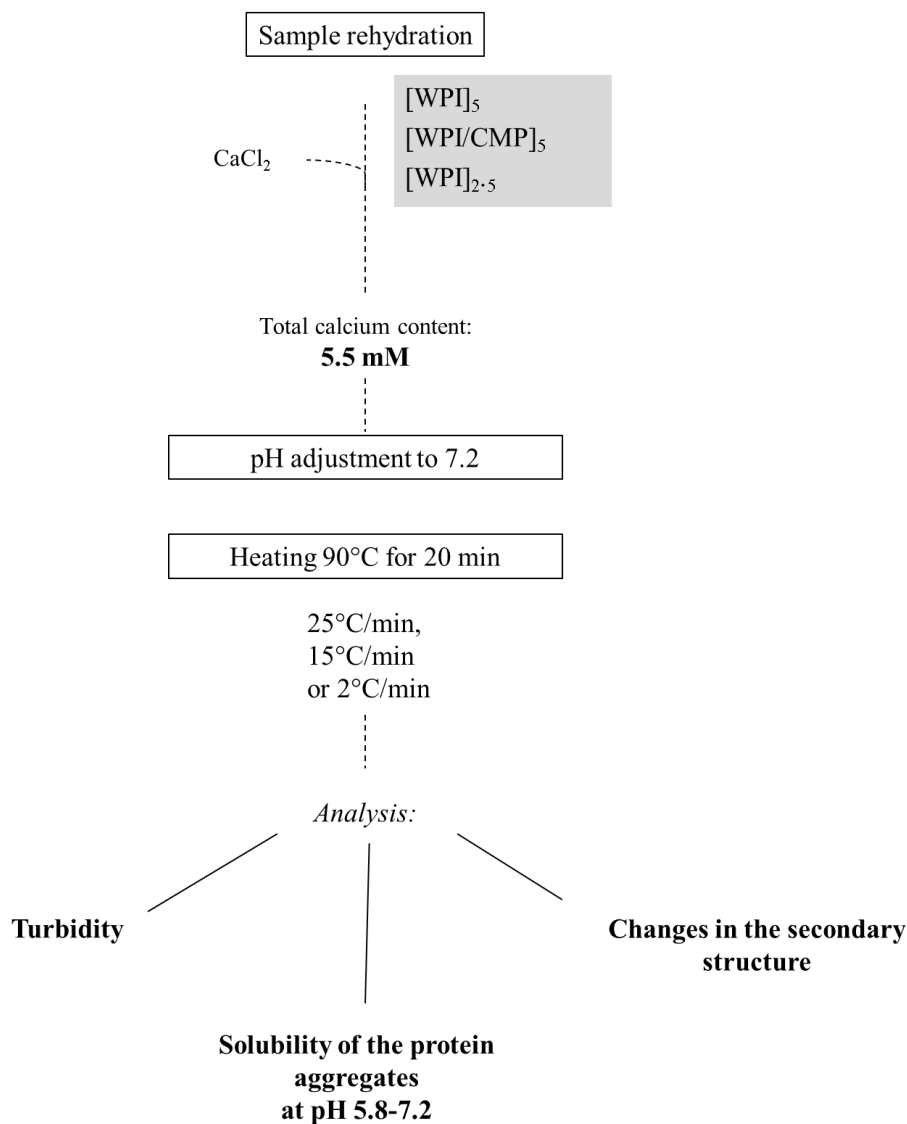 Sample rehydration
[WPI]₅
[WPI/CMP]₅
CaCl₂
[WPI]₂.₅
Total calcium content:
5.5 mM
pH adjustment to 7.2
Heating 90°C for 20 min
25°C/min,
15°C/min
or 2°C/min
Analysis:
Turbidity
Changes in the secondary
structure
Solubility of the protein
aggregates
at pH 5.8-7.2